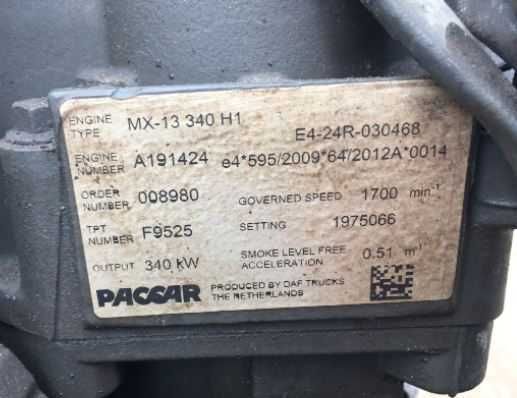 ENGINE TYPE MX-13 340 H1 E4-24R-030468
ENGINE NUMBER A191424 e4*595/2009*64/2012A*0014
ORDER NUMBER 008980 GOVERNED SPEED 1700 min⁻¹
TPT NUMBER F9525 SETTING 1975066
OUTPUT 340 kW SMOKE LEVEL FREE ACCELERATION 0.51 m⁻¹
PACCAR PRODUCED BY DAF TRUCKS
THE NETHERLANDS